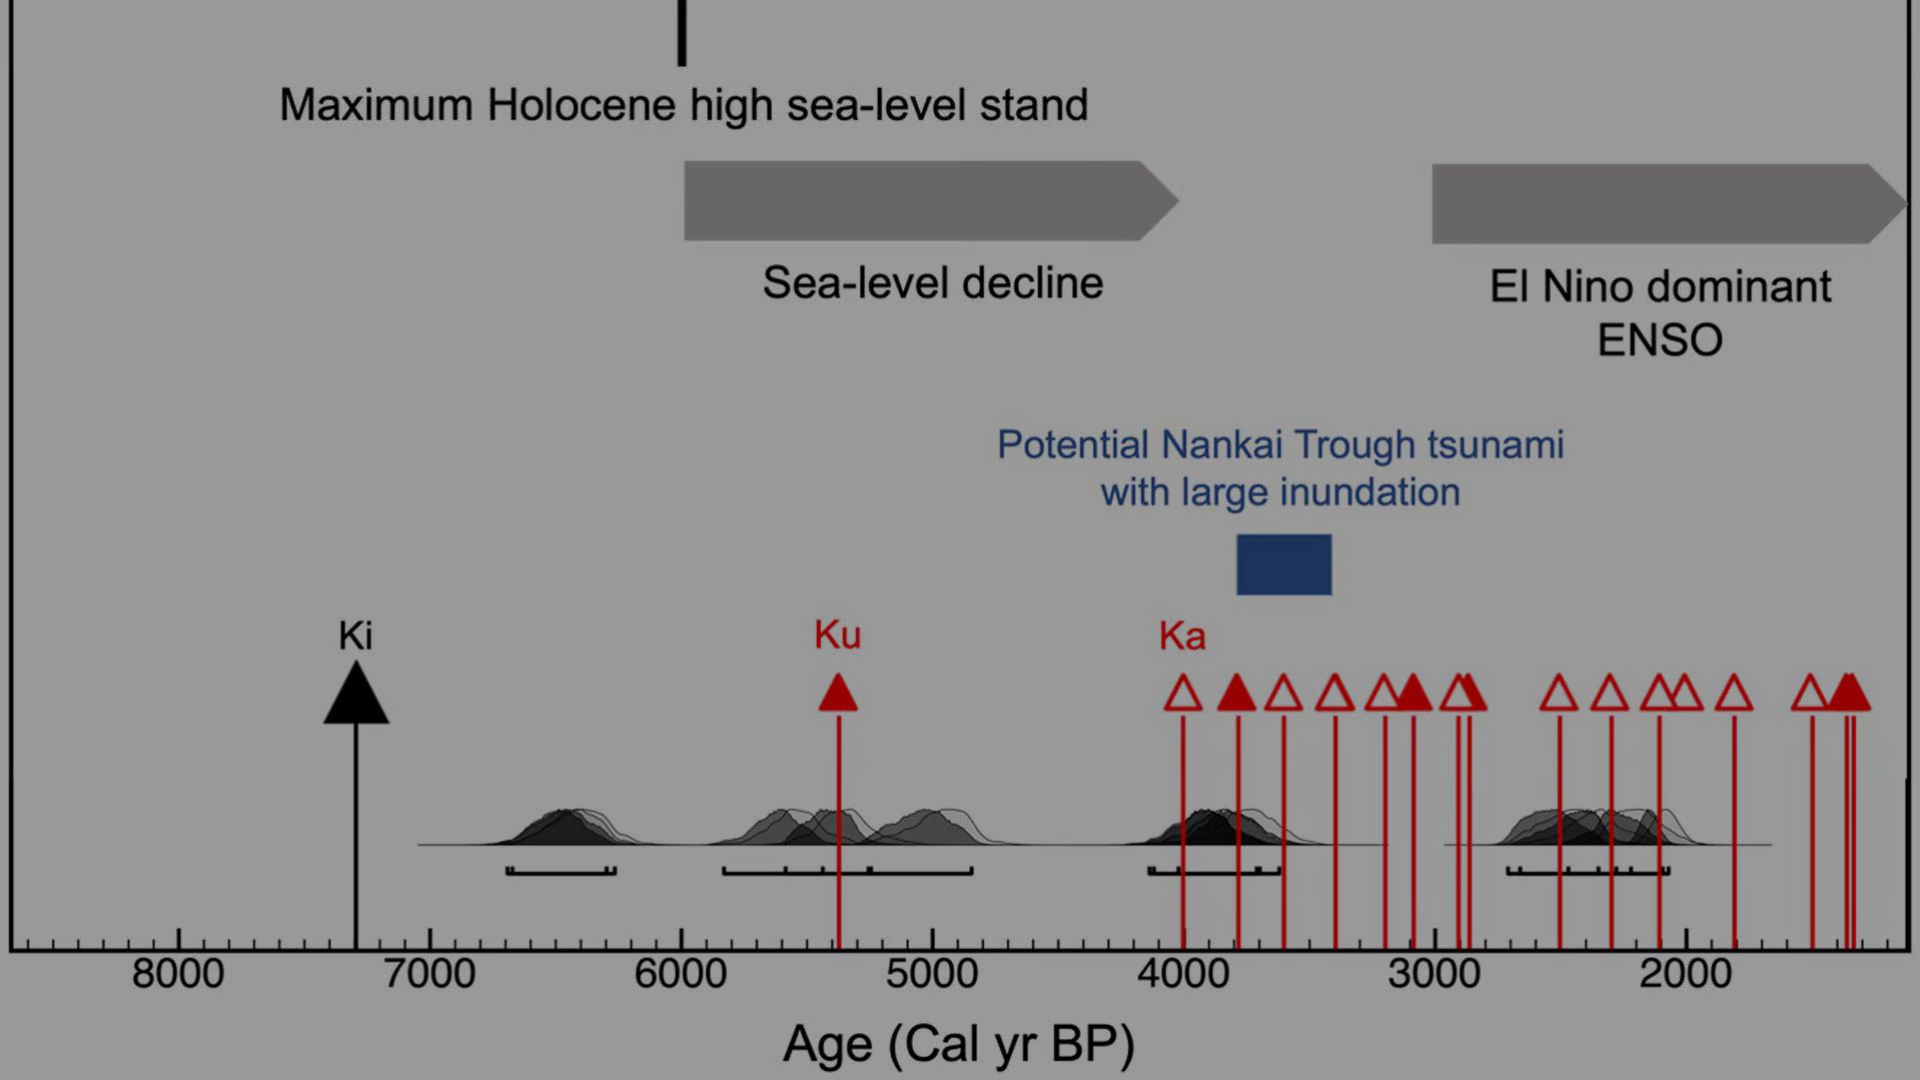 Maximum Holocene high sea-level stand
Sea-level decline
El Nino dominant
ENSO
Potential Nankai Trough tsunami
with large inundation
Ki
Ku
Ka
8000 7000 6000 5000 4000 3000 2000
Age (Cal yr BP)